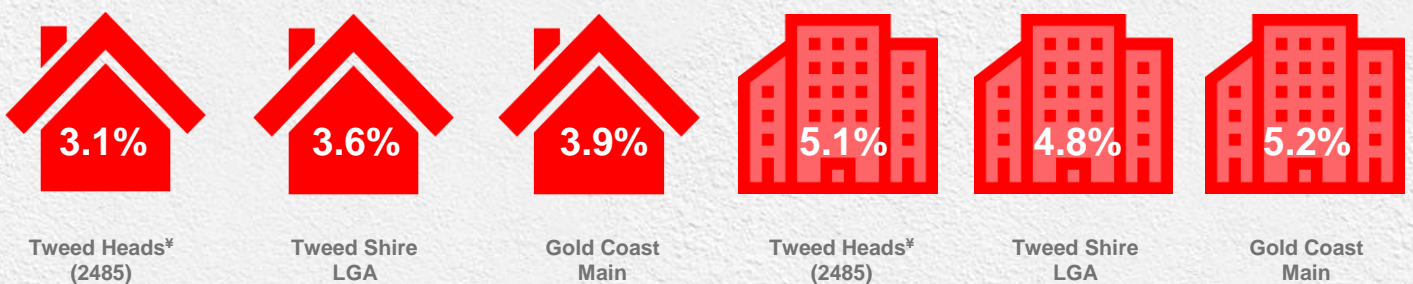 3.1% 3.6% 3.9% 5.1% 4.8% 5.2%
Tweed Heads¥ Tweed Shire Gold Coast Tweed Heads¥ Tweed Shire Gold Coast
(2485) LGA Main (2485) LGA Main